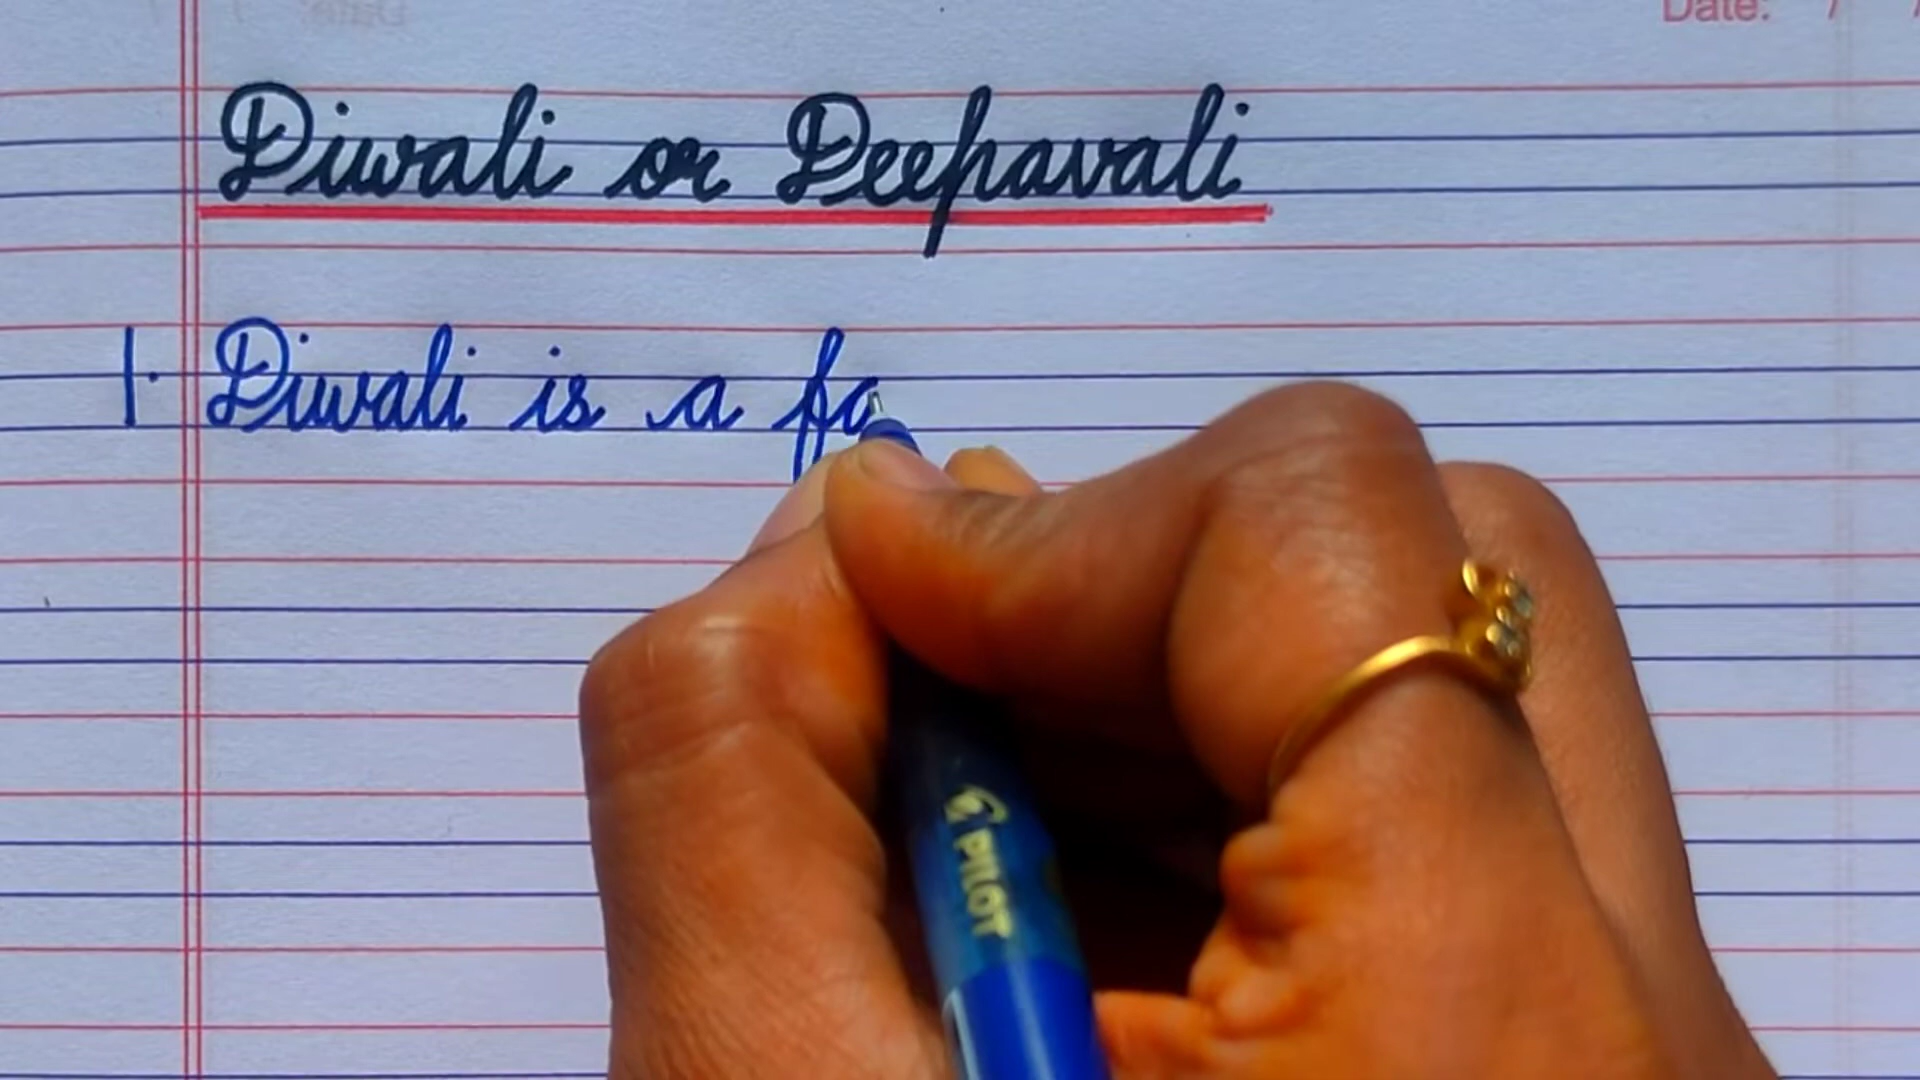 Date: / /
Diwali or Deepavali
1. Diwali is a fa
PILOT